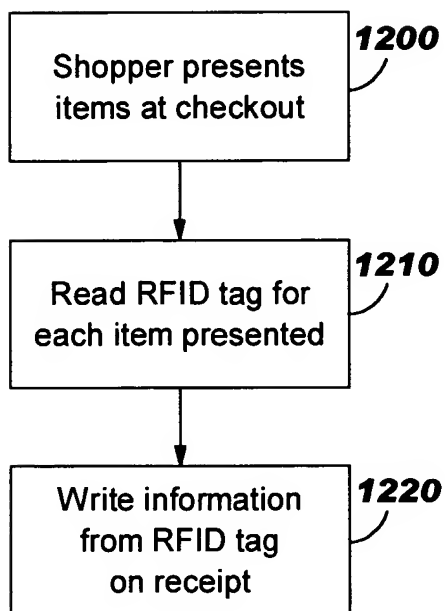 1200
Shopper presents
items at checkout
1210
Read RFID tag for
each item presented
1220
Write information
from RFID tag
on receipt